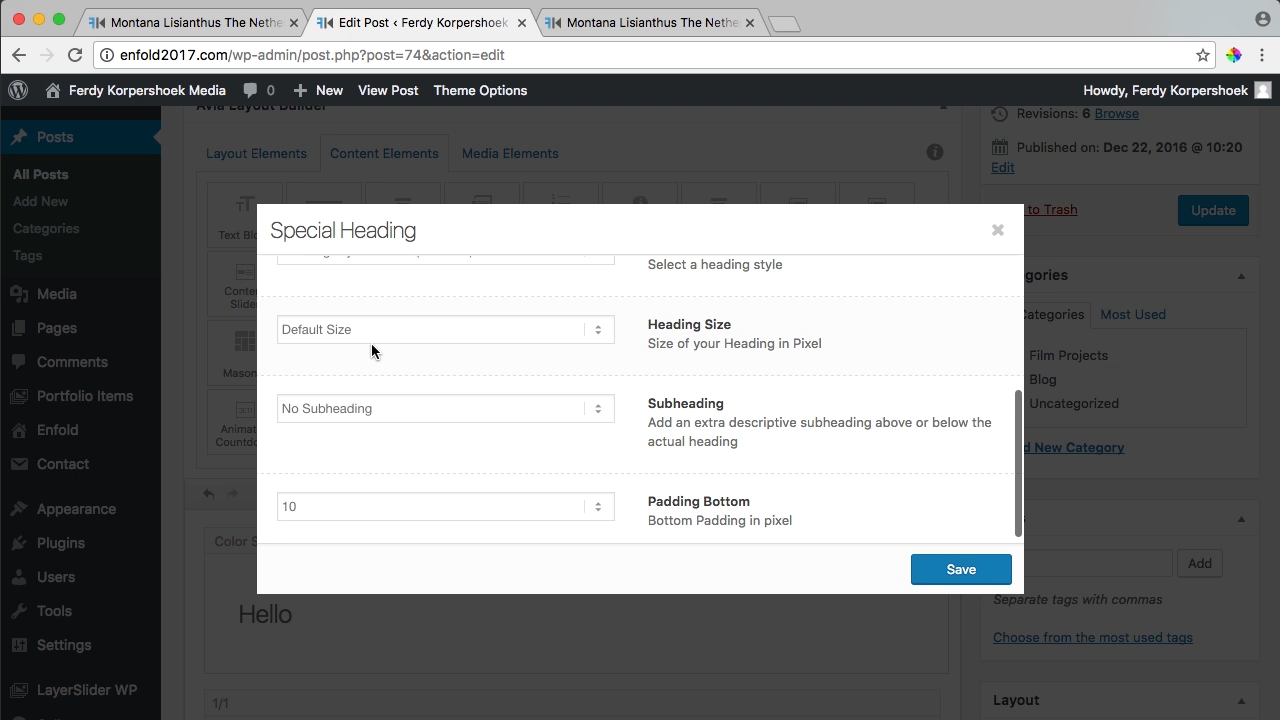 Montana Lisianthus The Nethe
Edit Post ‹ Ferdy Korpershoek
Montana Lisianthus The Nethe
enfold2017.com/wp-admin/post.php?post=74&action=edit
Ferdy Korpershoek Media
0
New
View Post
Theme Options
Howdy, Ferdy Korpershoek
Posts
All Posts
Add New
Categories
Tags
Media
Pages
Comments
Portfolio Items
Enfold
Contact
Appearance
Plugins
Users
Tools
Settings
LayerSlider WP
Avia Layout Builder
Layout Elements
Content Elements
Media Elements
Text Blo
Conte
Slide
Mason
Animat
Countdo
Special Heading
Select a heading style
Default Size
Heading Size
Size of your Heading in Pixel
No Subheading
Subheading
Add an extra descriptive subheading above or below the
actual heading
10
Padding Bottom
Bottom Padding in pixel
Save
Color S
Hello
1/1
Revisions: 6 Browse
Published on: Dec 22, 2016 @ 10:20
Edit
to Trash
Update
gories
Categories
Most Used
Film Projects
Blog
Uncategorized
d New Category
s
Add
Separate tags with commas
Choose from the most used tags
Layout